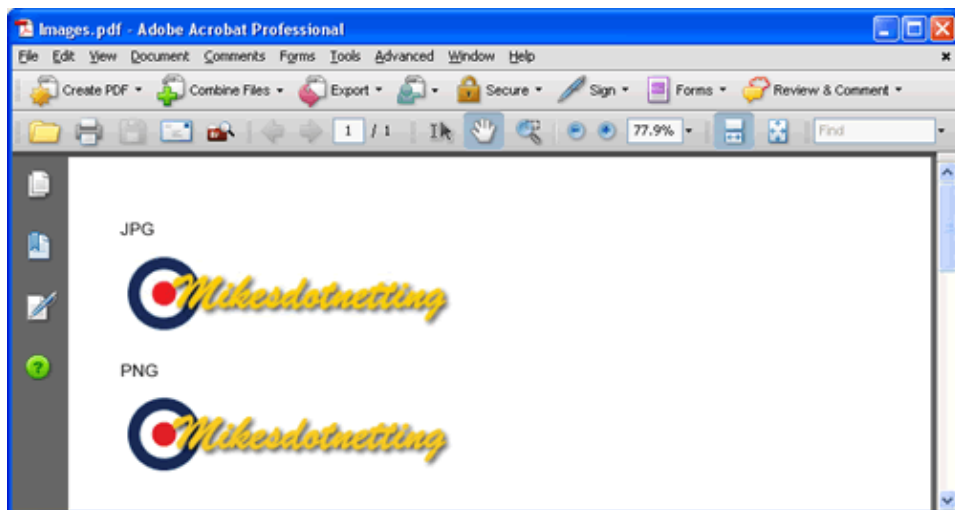 Images.pdf - Adobe Acrobat Professional
File Edit View Document Comments Forms Tools Advanced Window Help
Create PDF Combine Files Export Secure Sign Forms Review & Comment
1 / 1 77.9% Find
JPG
Mikesdotnetting
PNG
Mikesdotnetting